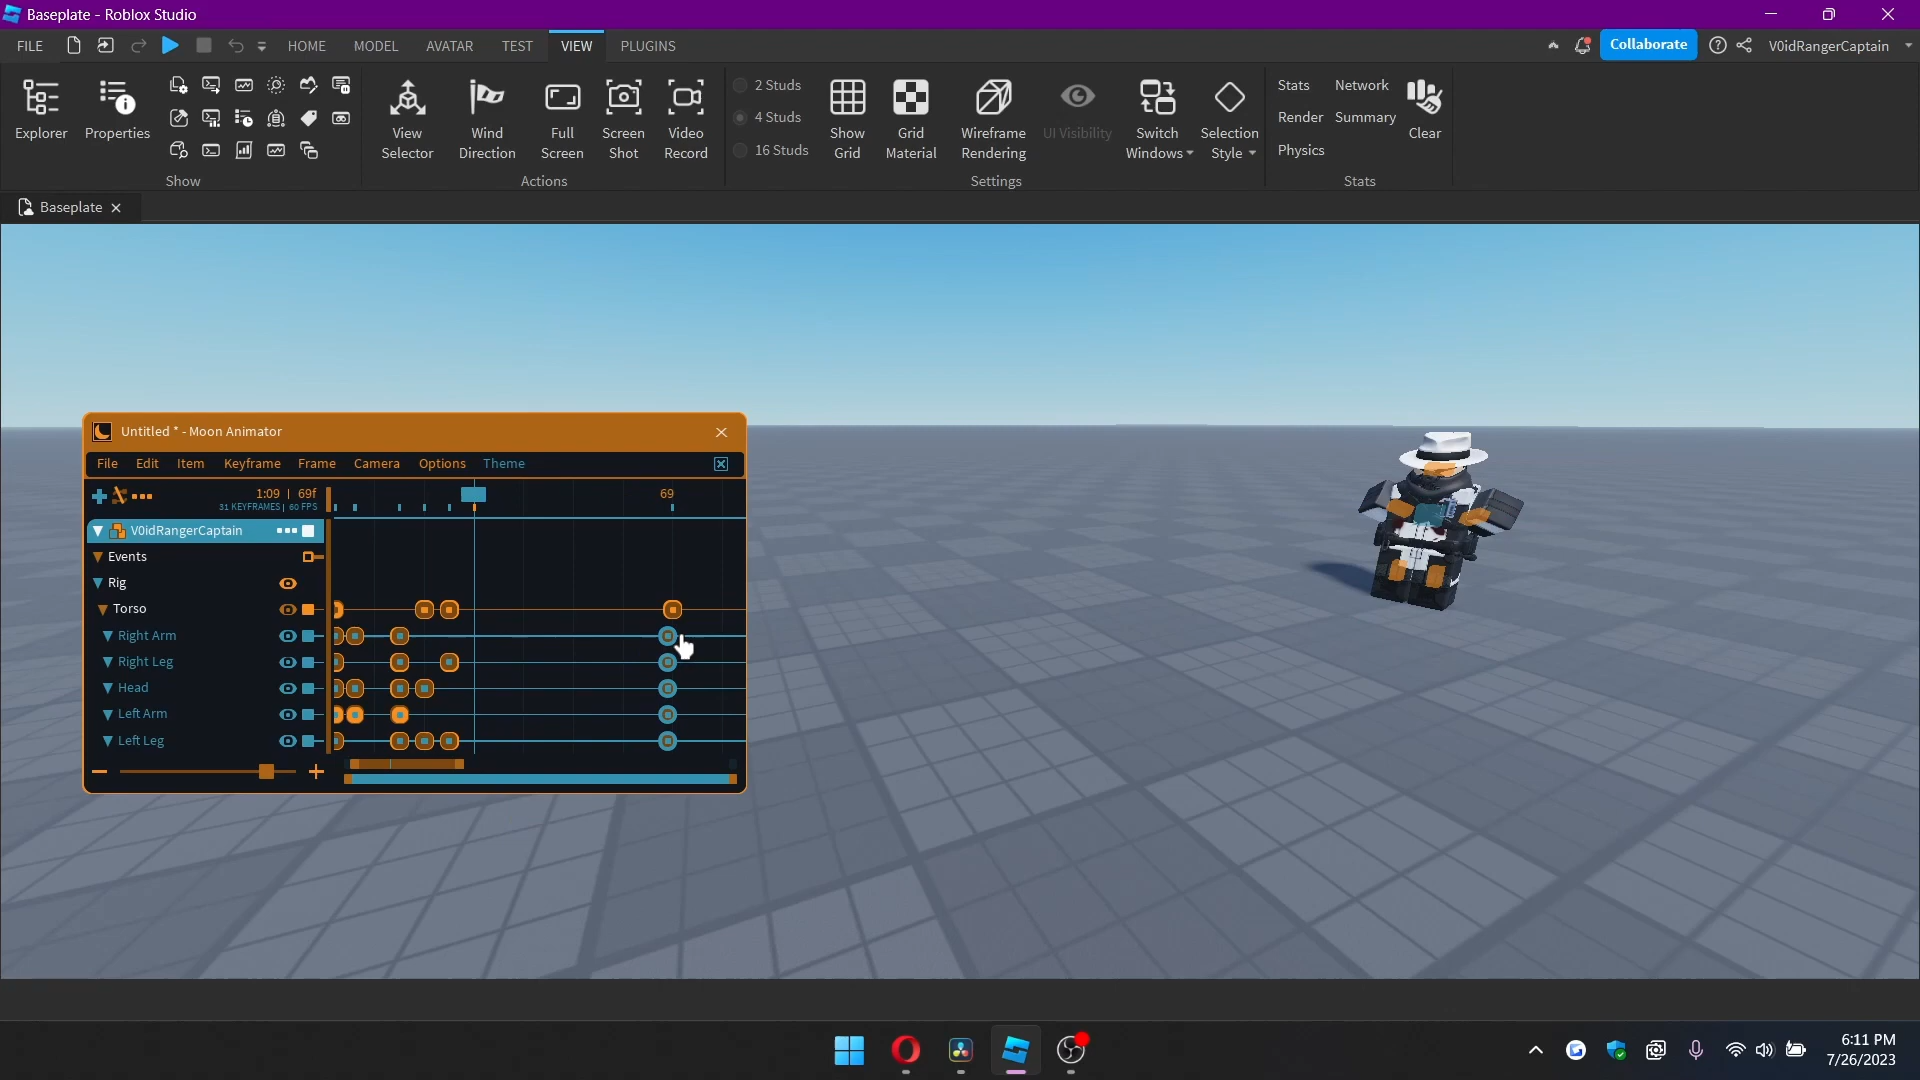 Baseplate - Roblox Studio
FILE HOME MODEL AVATAR TEST VIEW PLUGINS Collaborate V0idRangerCaptain
Explorer Properties
Show
View Selector
Wind Direction
Full Screen
Screen Shot
Video Record
Actions
2 Studs
4 Studs
16 Studs
Show Grid
Grid Material
Wireframe Rendering
UI Visibility
Switch Windows
Selection Style
Settings
Stats Network
Render Summary
Physics
Clear
Stats
Baseplate
Untitled * - Moon Animator
File Edit Item Keyframe Frame Camera Options Theme
1:09 | 69f
31 KEYFRAMES| 60 FPS
69
V0idRangerCaptain
Events
Rig
Torso
Right Arm
Right Leg
Head
Left Arm
Left Leg
6:11 PM
7/26/2023